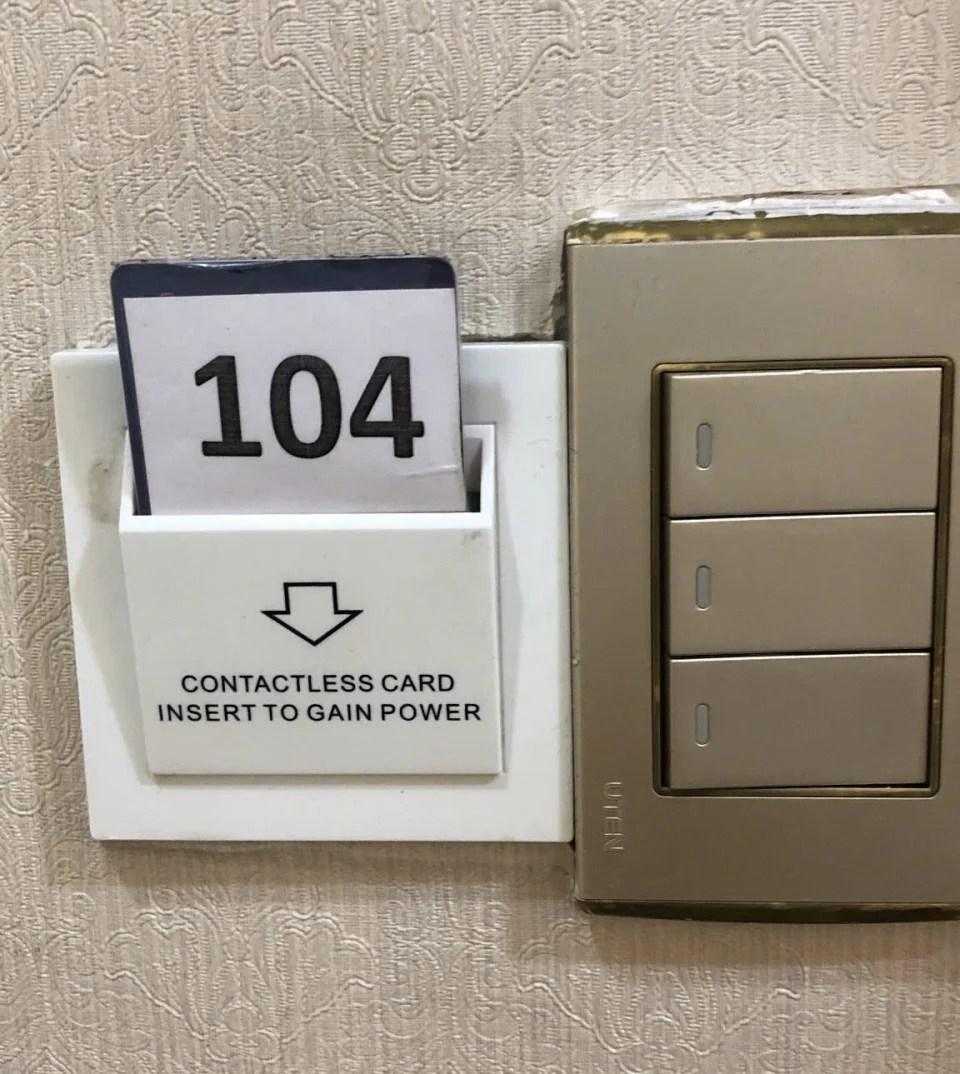 104
CONTACTLESS CARD
INSERT TO GAIN POWER
UTEN